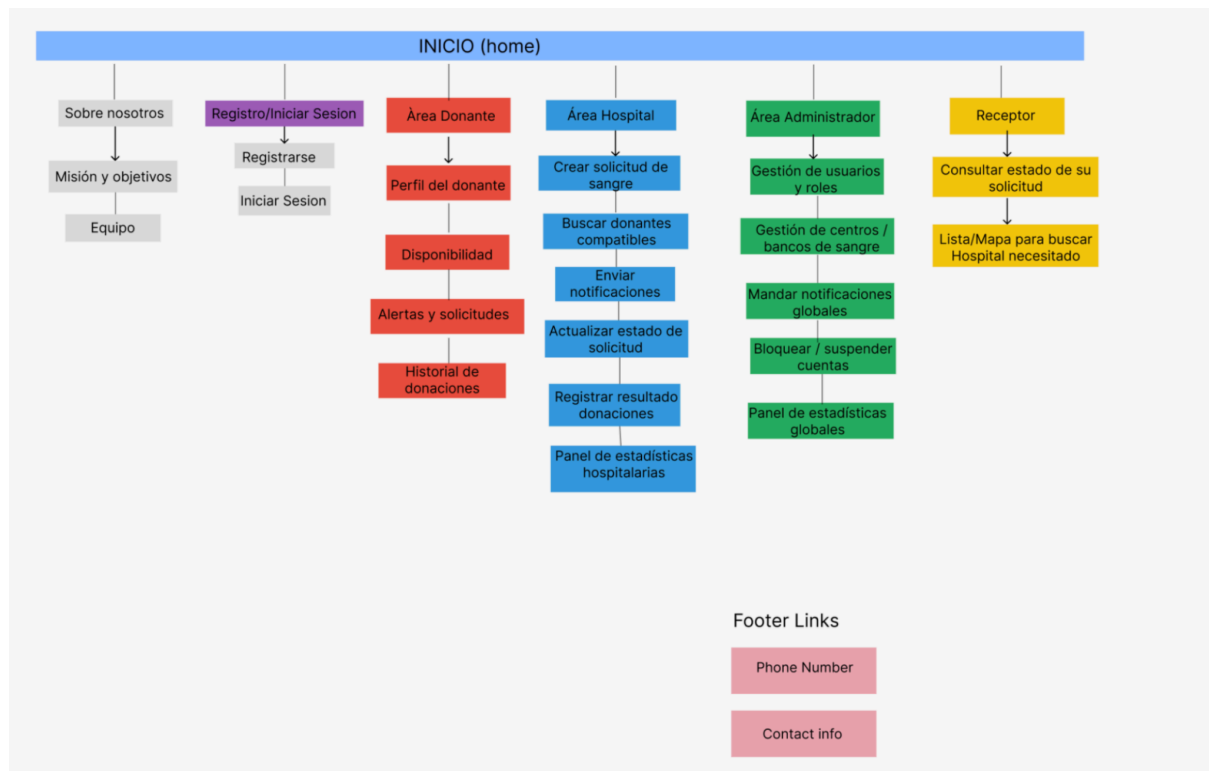 INICIO (home)
Sobre nosotros
Misión y objetivos
Equipo
Registro/Iniciar Sesion
Registrarse
Iniciar Sesion
Àrea Donante
Perfil del donante
Disponibilidad
Alertas y solicitudes
Historial de
donaciones
Área Hospital
Crear solicitud de
sangre
Buscar donantes
compatibles
Enviar
notificaciones
Actualizar estado de
solicitud
Registrar resultado
donaciones
Panel de estadísticas
hospitalarias
Área Administrador
Gestión de usuarios
y roles
Gestión de centros /
bancos de sangre
Mandar notificaciones
globales
Bloquear / suspender
cuentas
Panel de estadísticas
globales
Receptor
Consultar estado de su
solicitud
Lista/Mapa para buscar
Hospital necesitado
Footer Links
Phone Number
Contact info